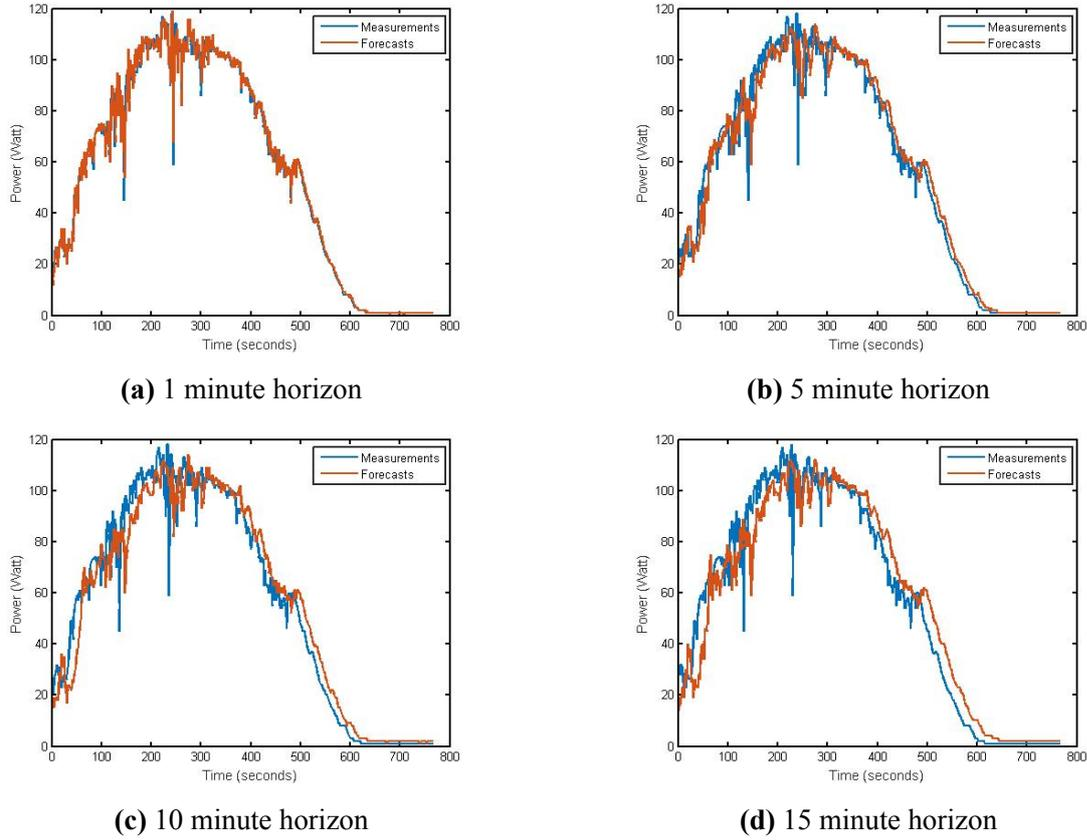 120
100
80
60
40
20
0
Power (Watt)
Measurements
Forecasts
0 100 200 300 400 500 600 700 800
Time (seconds)
(a) 1 minute horizon
120
100
80
60
40
20
0
Power (Watt)
Measurements
Forecasts
0 100 200 300 400 500 600 700 800
Time (seconds)
(b) 5 minute horizon
120
100
80
60
40
20
0
Power (Watt)
Measurements
Forecasts
0 100 200 300 400 500 600 700 800
Time (seconds)
(c) 10 minute horizon
120
100
80
60
40
20
0
Power (Watt)
Measurements
Forecasts
0 100 200 300 400 500 600 700 800
Time (seconds)
(d) 15 minute horizon